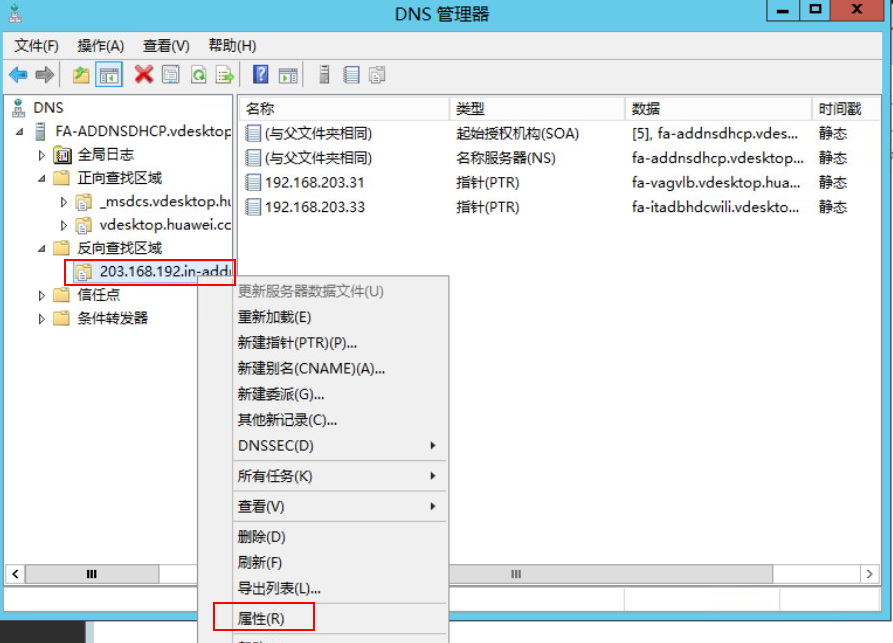 DNS 管理器
文件(F) 操作(A) 查看(V) 帮助(H)
DNS
FA-ADDNSDHCP.vdesktop
全局日志
正向查找区域
_msdcs.vdesktop.hu
vdesktop.huawei.cc
反向查找区域
203.168.192.in-addr
信任点
条件转发器
名称 类型 数据 时间戳
(与父文件夹相同) 起始授权机构(SOA) [5], fa-addnsdhcp.vdes... 静态
(与父文件夹相同) 名称服务器(NS) fa-addnsdhcp.vdesktop... 静态
192.168.203.31 指针(PTR) fa-vagvlb.vdesktop.hua... 静态
192.168.203.33 指针(PTR) fa-itadbhdcwili.vdeskto... 静态
更新服务器数据文件(U)
重新加载(E)
新建指针(PTR)(P)...
新建别名(CNAME)(A)...
新建委派(G)...
其他新记录(C)...
DNSSEC(D)
所有任务(K)
查看(V)
删除(D)
刷新(F)
导出列表(L)...
属性(R)